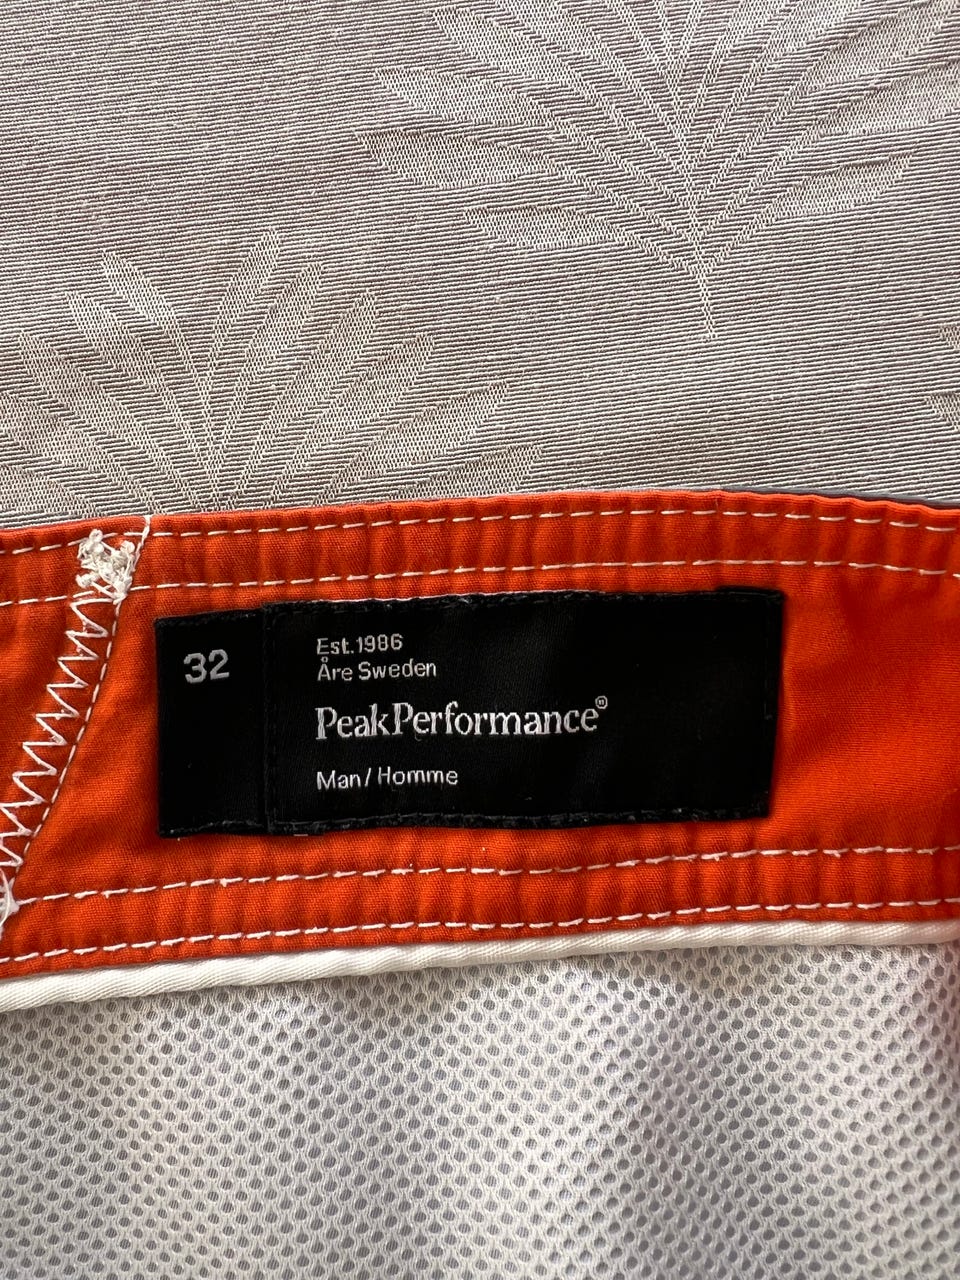 32
Est.1986
Åre Sweden
PeakPerformance®
Man/Homme